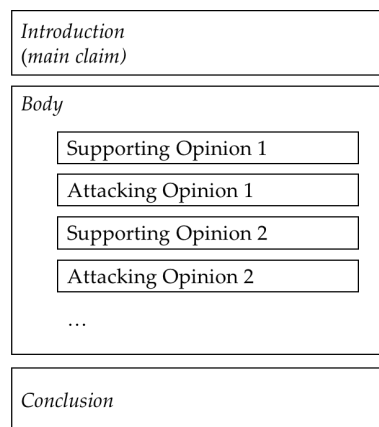 Introduction
(main claim)
Body
Supporting Opinion 1
Attacking Opinion 1
Supporting Opinion 2
Attacking Opinion 2
…
Conclusion